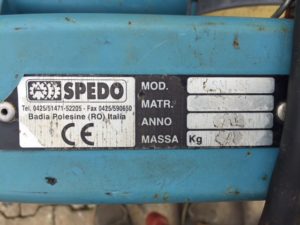 SPEDO
Tel. 0425/51471-52205 - Fax 0425/590650
Badia Polesine (RO) Italia
CE
MOD.
MATR.
ANNO
MASSA Kg